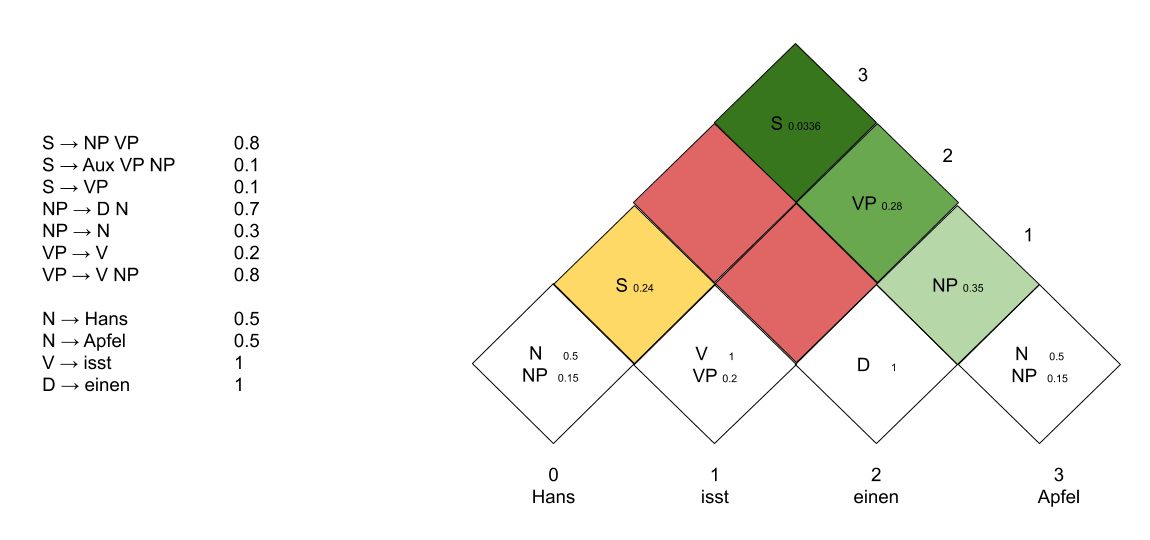 S → NP VP 0.8
S → Aux VP NP 0.1
S → VP 0.1
NP → D N 0.7
NP → N 0.3
VP → V 0.2
VP → V NP 0.8
N → Hans 0.5
N → Apfel 0.5
V → isst 1
D → einen 1
3
S 0.0336
2
VP 0.28
1
S 0.24
NP 0.35
N 0.5
NP 0.15
V 1
VP 0.2
D 1
N 0.5
NP 0.15
0 1 2 3
Hans isst einen Apfel